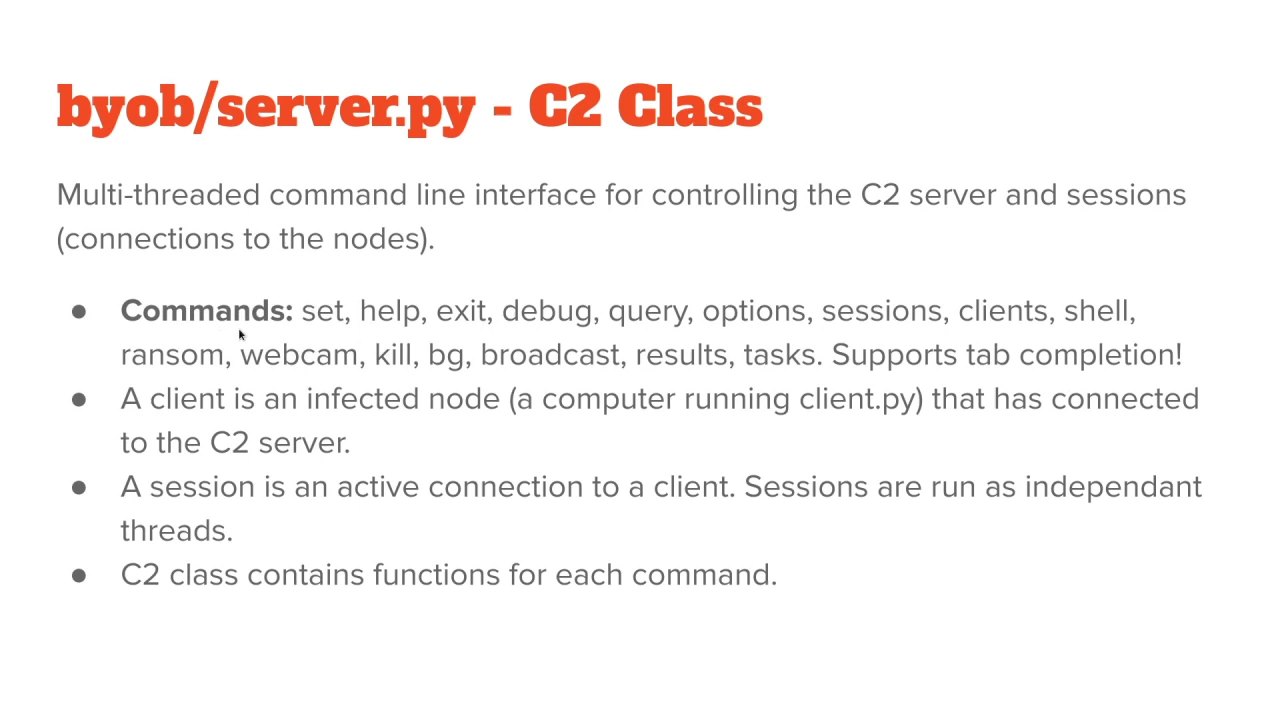 byob/server.py - C2 Class
Multi-threaded command line interface for controlling the C2 server and sessions
(connections to the nodes).
● Commands: set, help, exit, debug, query, options, sessions, clients, shell,
ransom, webcam, kill, bg, broadcast, results, tasks. Supports tab completion!
● A client is an infected node (a computer running client.py) that has connected
to the C2 server.
● A session is an active connection to a client. Sessions are run as independant
threads.
● C2 class contains functions for each command.